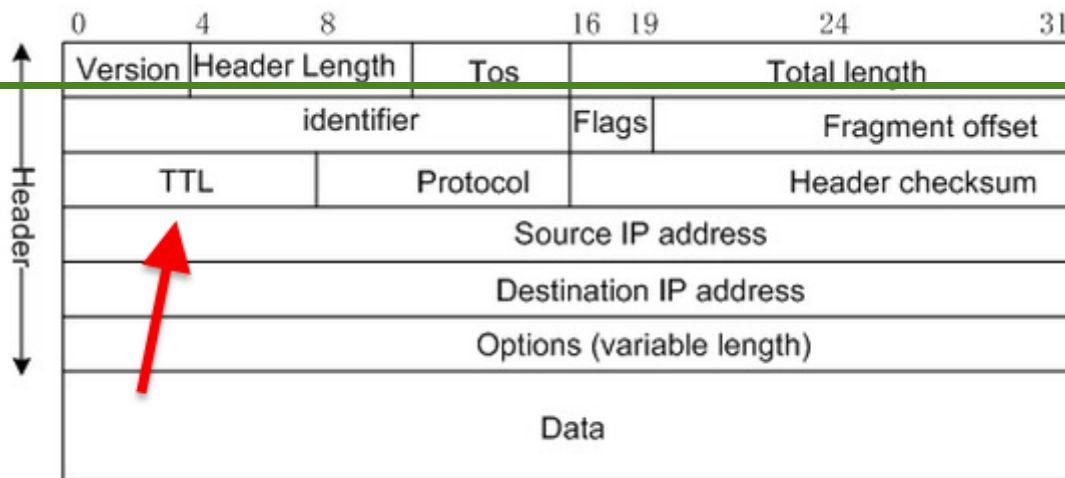 0 4 8 16 19 24 31
Version Header Length Tos Total length
identifier Flags Fragment offset
TTL Protocol Header checksum
Source IP address
Destination IP address
Options (variable length)
Data
Header